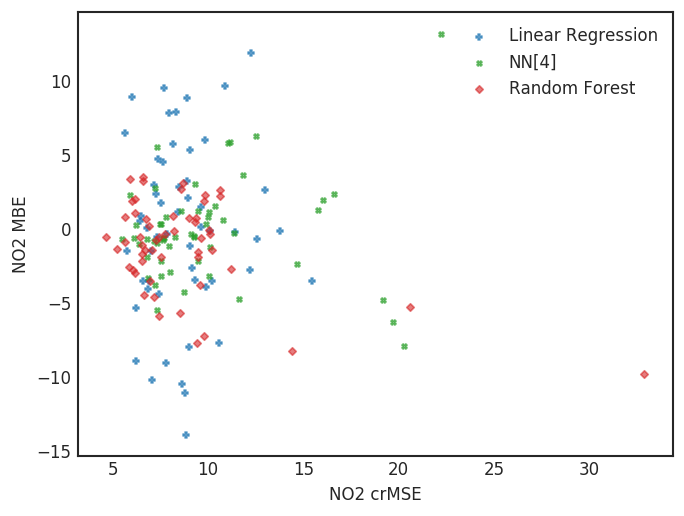 Linear Regression
NN[4]
Random Forest
10
5
0
−5
−10
−15
NO2 MBE
5 10 15 20 25 30
NO2 crMSE